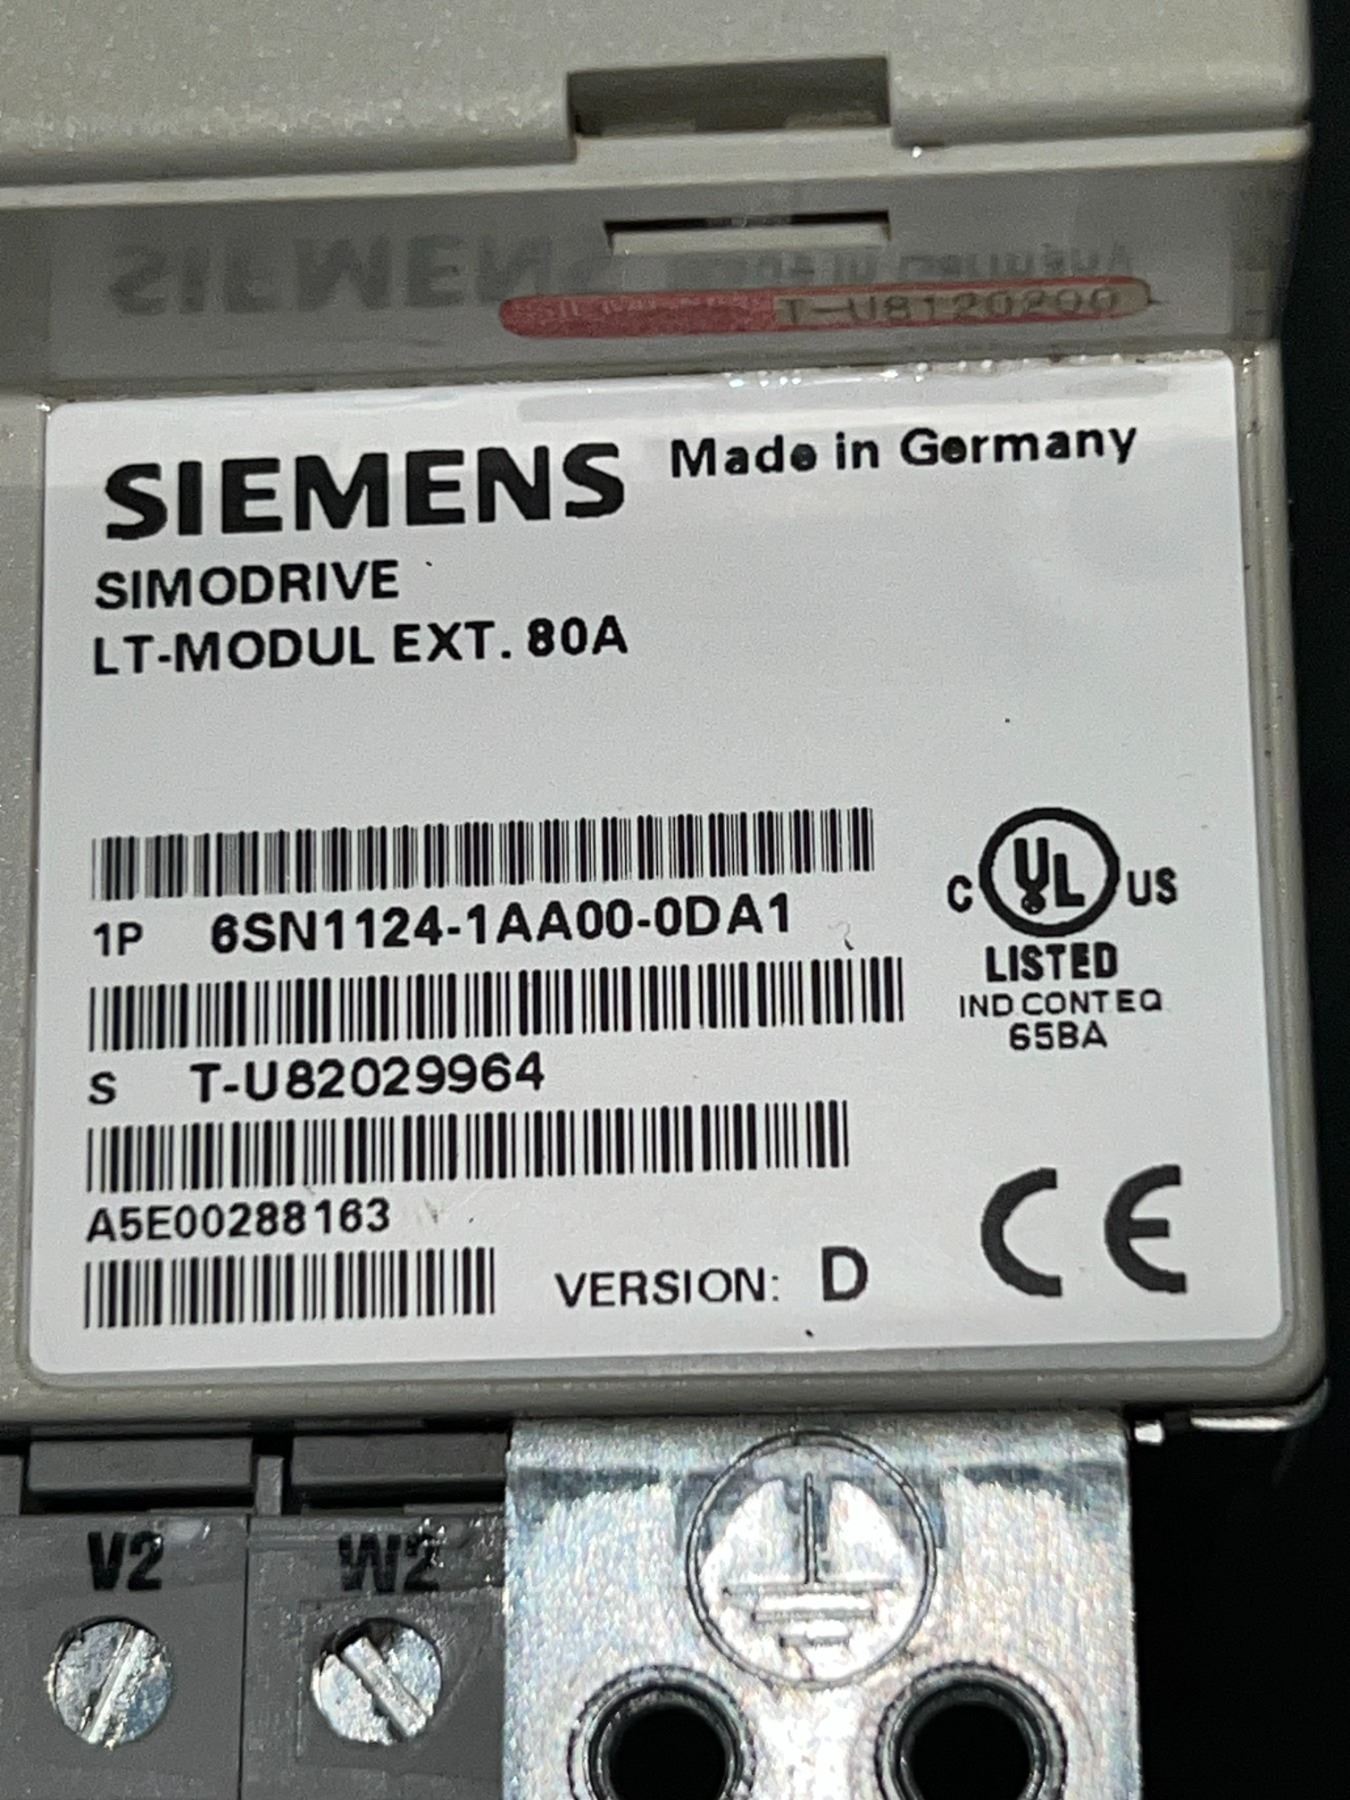 T-U8120200
SIEMENS Made in Germany
SIMODRIVE
LT-MODUL EXT. 80A
1P 6SN1124-1AA00-0DA1
C UL US
LISTED
IND CONT EQ
65BA
S T-U82029964
A5E00288163
VERSION: D
CE
V2 W2